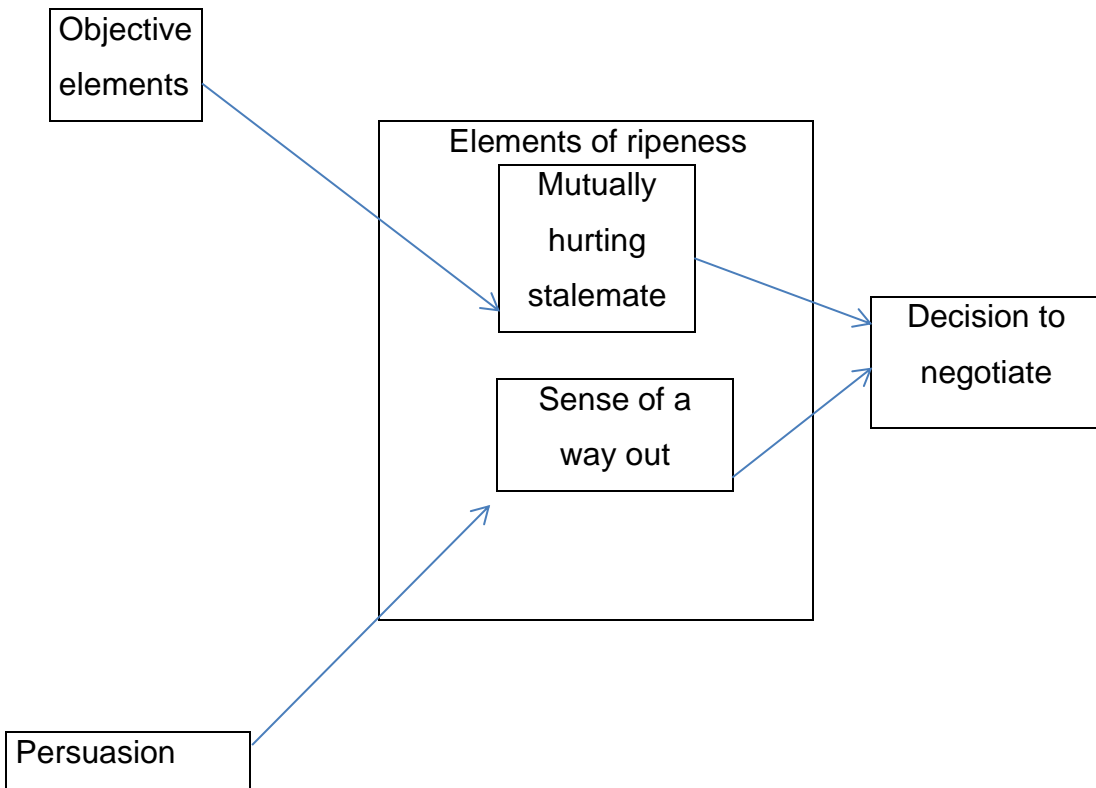 Objective
elements
Elements of ripeness
Mutually
hurting
stalemate
Decision to
negotiate
Sense of a
way out
Persuasion